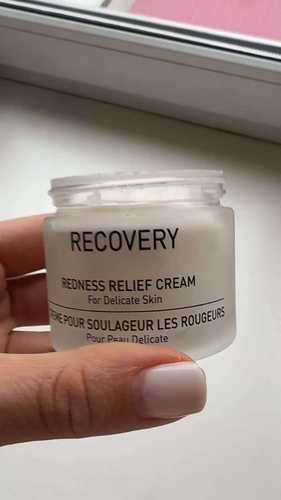 RECOVERY
REDNESS RELIEF CREAM
For Delicate Skin
POUR SOULAGEUR LES ROUGEURS
Pour Peau Delicate